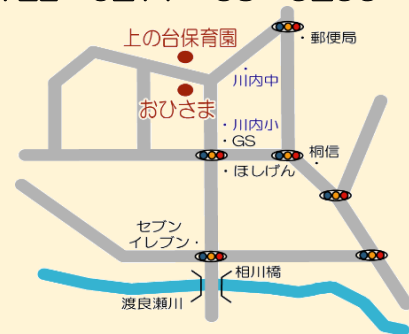 上の台保育園
・郵便局
川内中
おひさま
・川内小
・GS
桐信
・ほしげん
セブン
イレブン・
相川橋
渡良瀬川